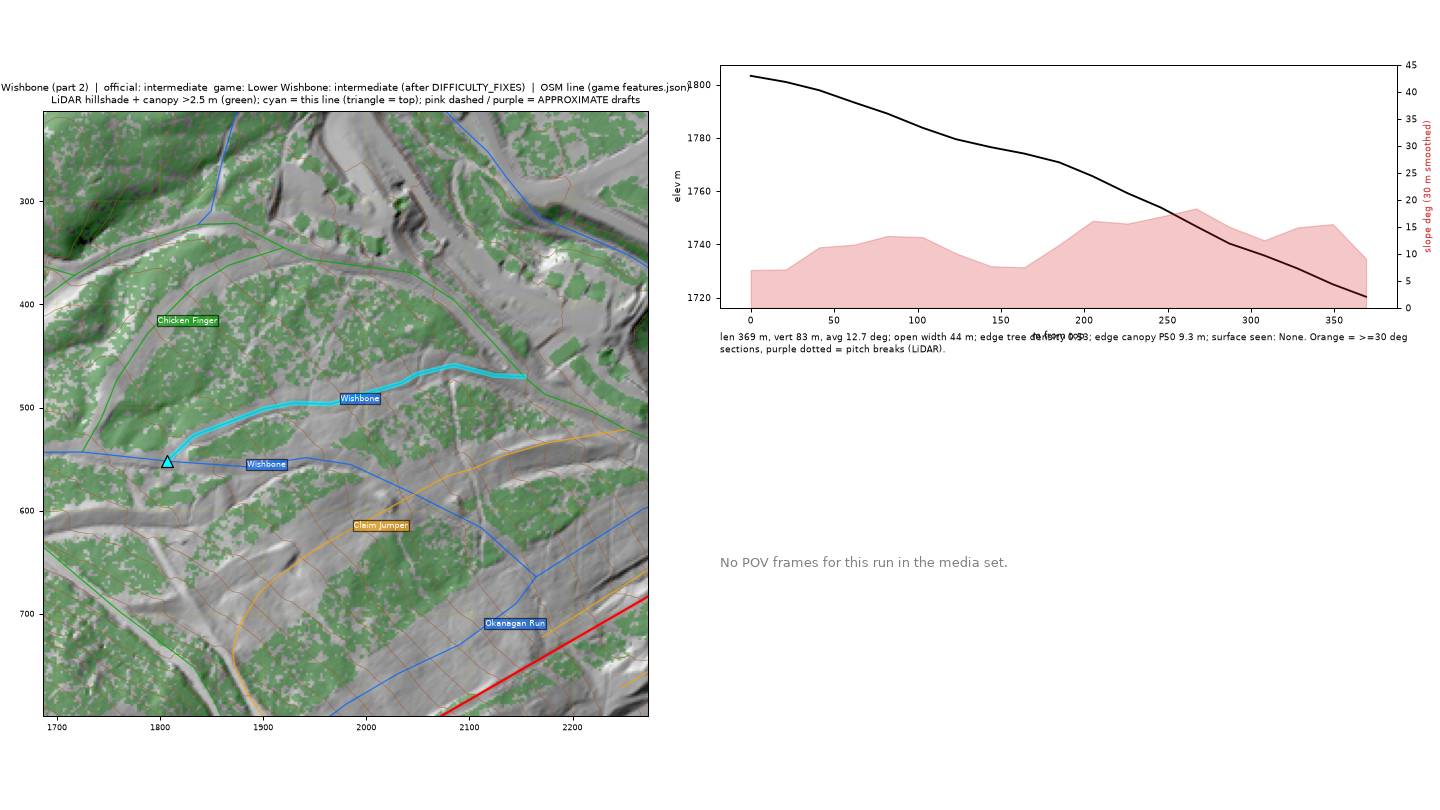 Wishbone (part 2) | official: intermediate game: Lower Wishbone: intermediate (after DIFFICULTY_FIXES) | OSM line (game features.json)
LiDAR hillshade + canopy >2.5 m (green); cyan = this line (triangle = top); pink dashed / purple = APPROXIMATE drafts
300
400
500
600
700
1700
1800
1900
2000
2100
2200
Chicken Finger
Wishbone
Wishbone
Claim Jumper
Okanagan Run
1800
1780
1760
1740
1720
elev m
0
50
100
150
200
250
300
350
45
40
35
30
25
20
15
10
5
0
slope deg (30 m smoothed)
m from top
len 369 m, vert 83 m, avg 12.7 deg; open width 44 m; edge tree density 0.53; edge canopy P50 9.3 m; surface seen: None. Orange = >=30 deg
sections, purple dotted = pitch breaks (LiDAR).
No POV frames for this run in the media set.